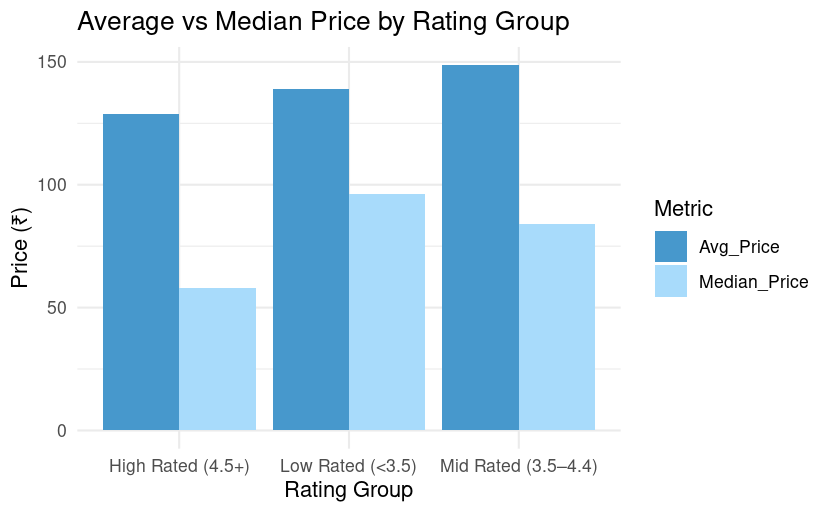 Average vs Median Price by Rating Group
150
100
50
0
Price (₹)
High Rated (4.5+)
Low Rated (<3.5)
Mid Rated (3.5–4.4)
Rating Group
Metric
Avg_Price
Median_Price